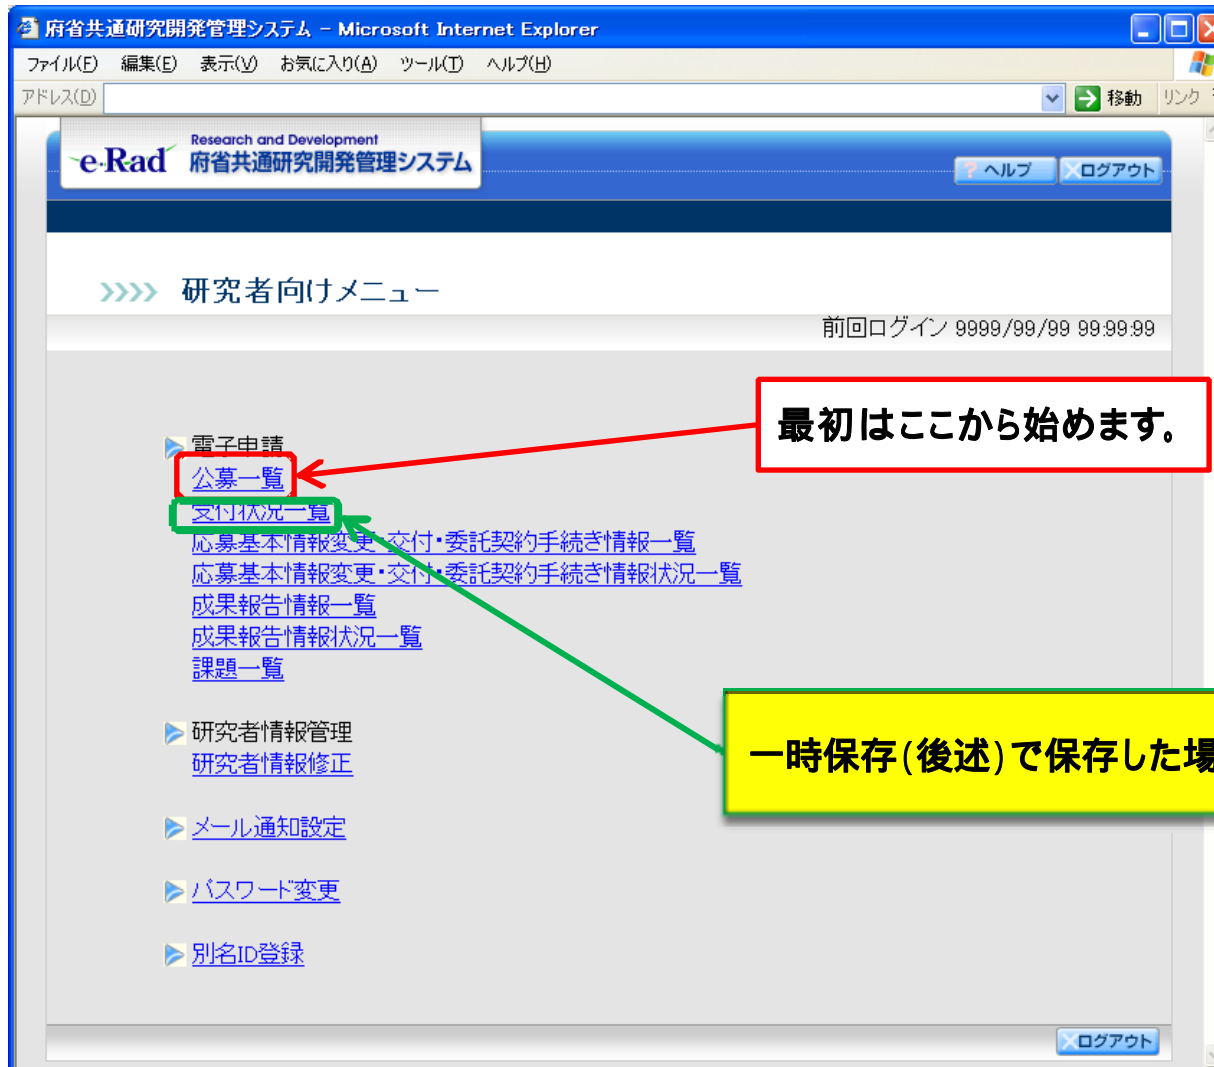 府省共通研究開発管理システム - Microsoft Internet Explorer
ファイル(F) 編集(E) 表示(V) お気に入り(A) ツール(T) ヘルプ(H)
アドレス(D) 移動 リンク
e-Rad
Research and Development
府省共通研究開発管理システム
? ヘルプ ×ログアウト
>>>> 研究者向けメニュー
前回ログイン 9999/99/99 99:99:99
最初はここから始めます。
電子申請
公募一覧
受付状況一覧
応募基本情報変更・交付・委託契約手続き情報一覧
応募基本情報変更・交付・委託契約手続き情報状況一覧
成果報告情報一覧
成果報告情報状況一覧
課題一覧
研究者情報管理
研究者情報修正
一時保存(後述)で保存した場
メール通知設定
パスワード変更
別名ID登録
×ログアウト